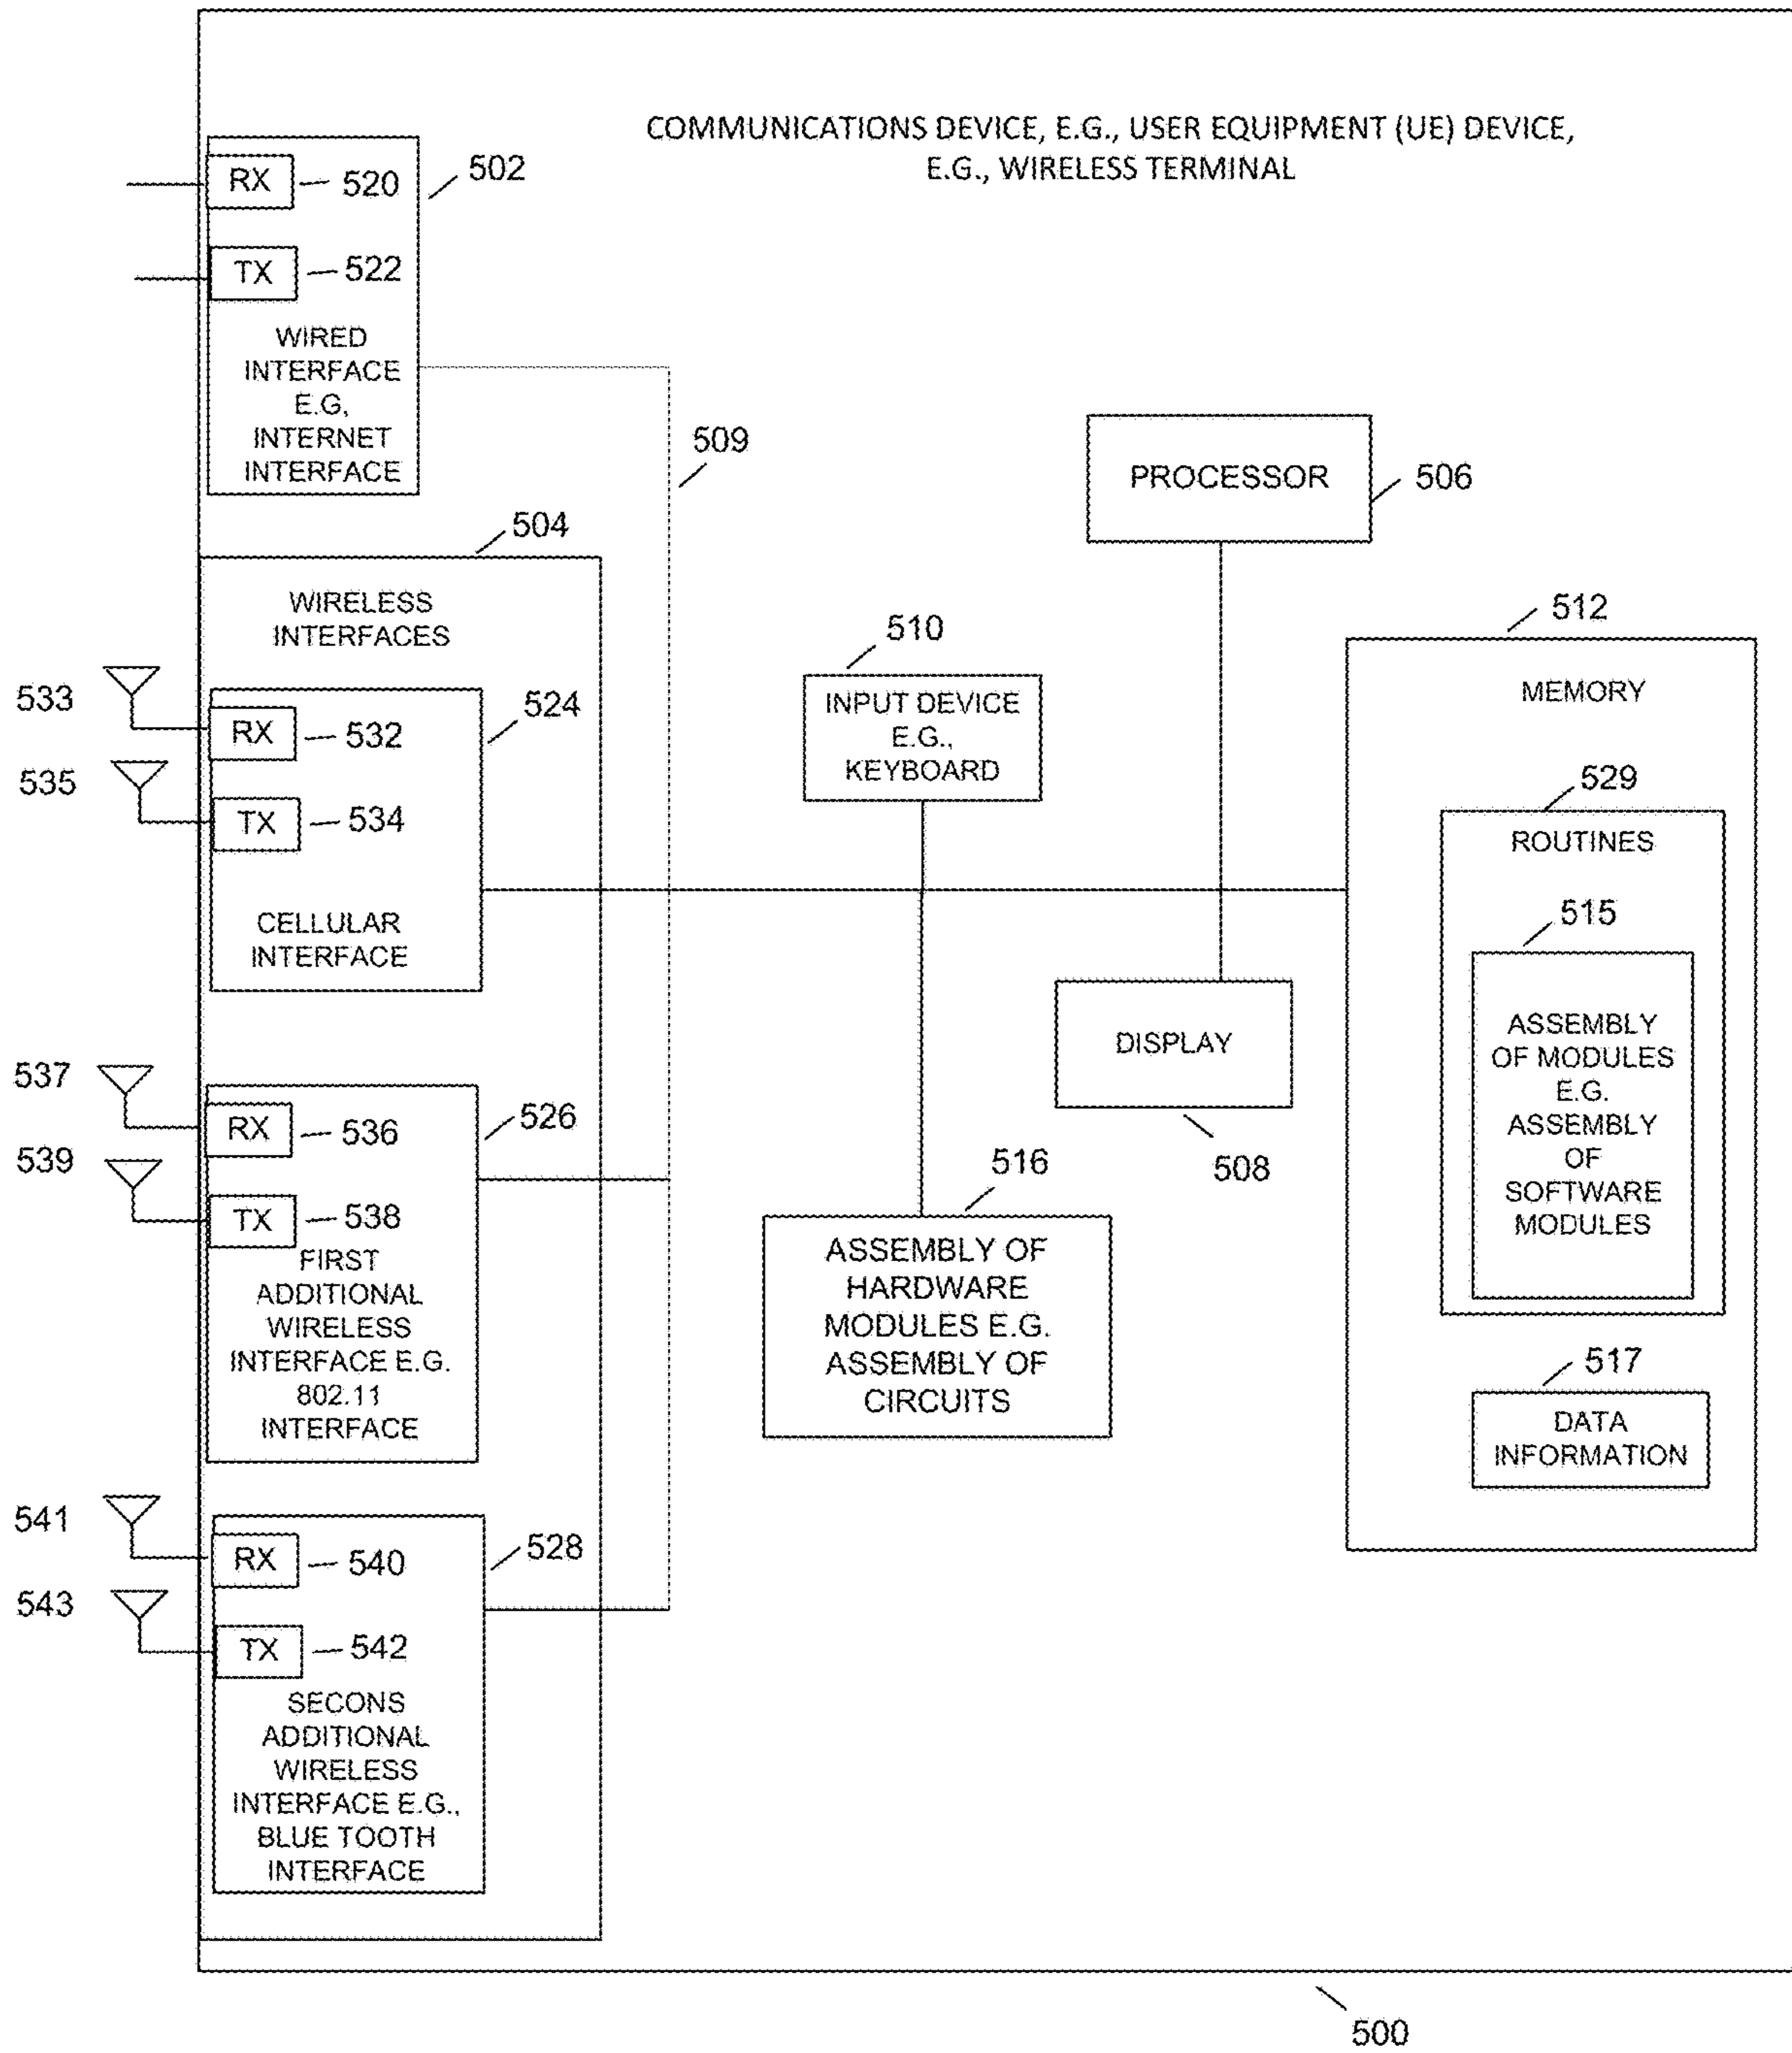 COMMUNICATIONS DEVICE, E.G., USER EQUIPMENT (UE) DEVICE,
E.G., WIRELESS TERMINAL
RX
520
502
TX
522
WIRED
INTERFACE
E.G,
INTERNET
INTERFACE
509
PROCESSOR
506
504
WIRELESS
INTERFACES
533
RX
532
524
535
TX
534
CELLULAR
INTERFACE
510
INPUT DEVICE
E.G.,
KEYBOARD
512
MEMORY
529
ROUTINES
515
ASSEMBLY
OF MODULES
E.G.
ASSEMBLY
OF
SOFTWARE
MODULES
517
DATA
INFORMATION
DISPLAY
508
516
ASSEMBLY OF
HARDWARE
MODULES E.G.
ASSEMBLY OF
CIRCUITS
537
RX
536
526
539
TX
538
FIRST
ADDITIONAL
WIRELESS
INTERFACE E.G.
802.11
INTERFACE
541
RX
540
528
543
TX
542
SECONS
ADDITIONAL
WIRELESS
INTERFACE E.G.,
BLUE TOOTH
INTERFACE
500